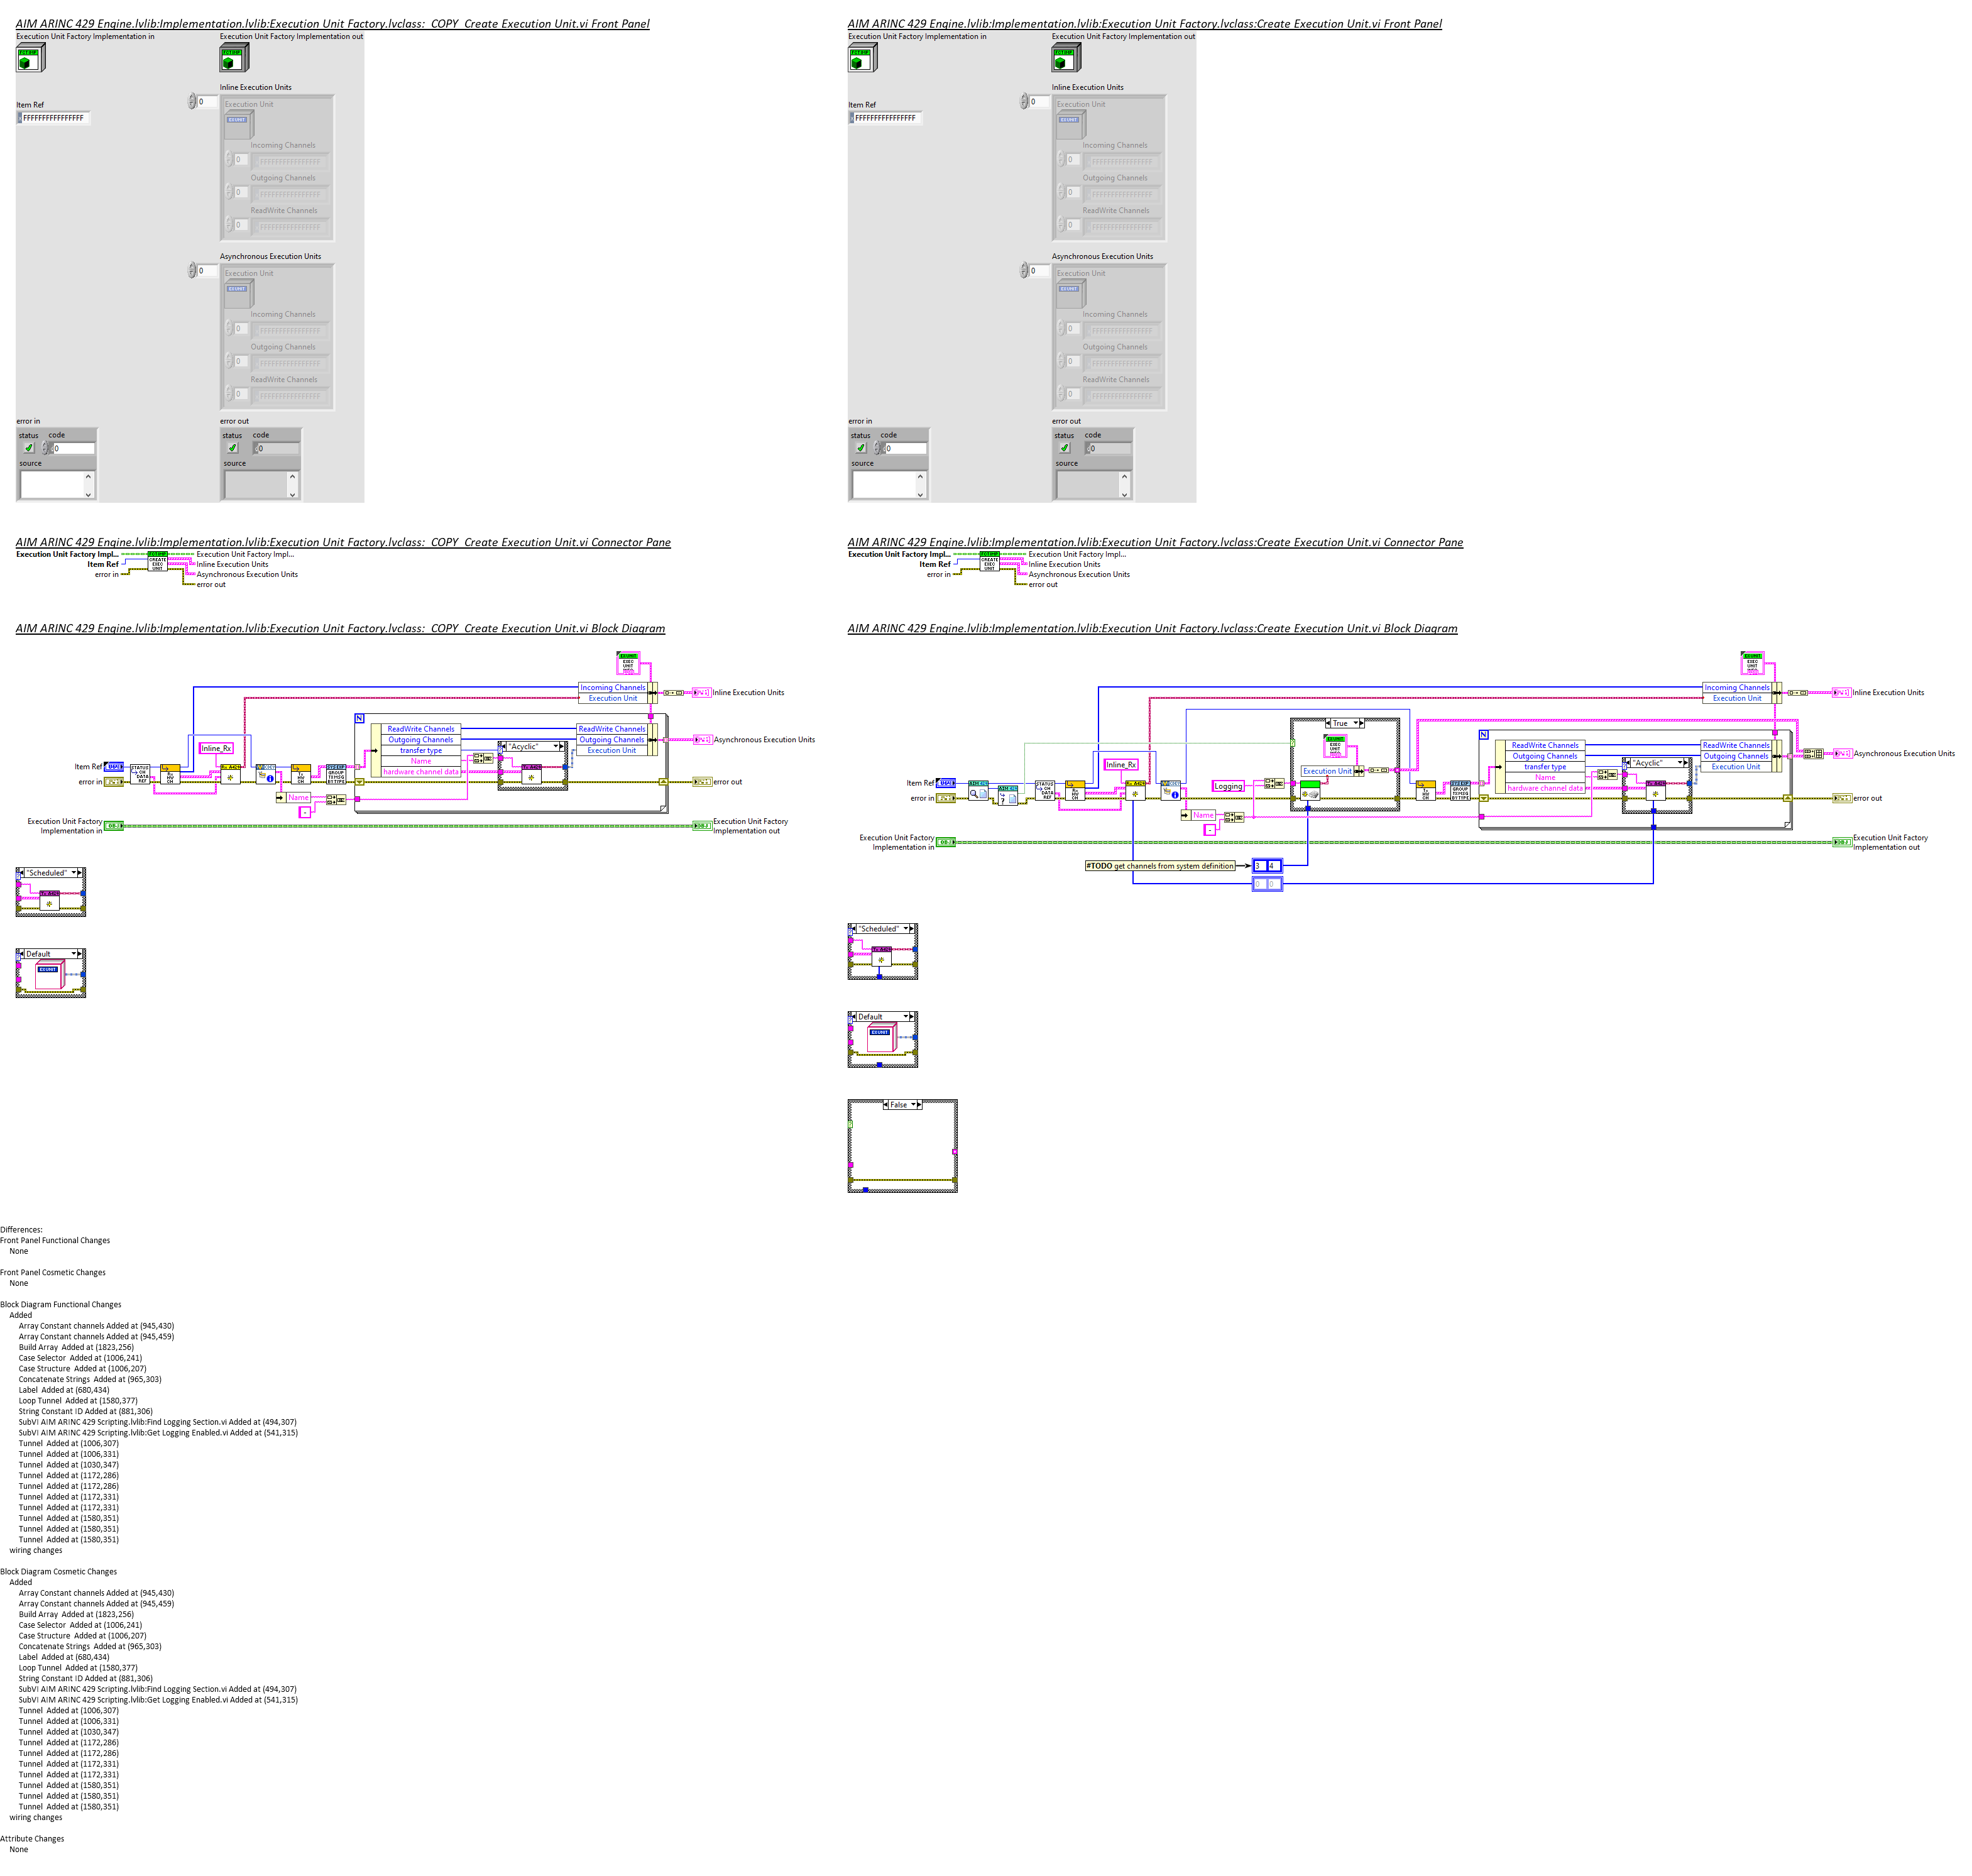 AIM ARINC 429 Engine.lvlib:Implementation.lvlib:Execution Unit Factory.lvclass:_COPY_Create Execution Unit.vi Front Panel
Execution Unit Factory Implementation in
Execution Unit Factory Implementation out
Item Ref
FFFFFFFFFFFFFFFF
Inline Execution Units
0
Execution Unit
EXUNIT
Incoming Channels
0
FFFFFFFFFFFFFFFF
Outgoing Channels
0
FFFFFFFFFFFFFFFF
ReadWrite Channels
0
FFFFFFFFFFFFFFFF
Asynchronous Execution Units
0
Execution Unit
EXUNIT
Incoming Channels
0
FFFFFFFFFFFFFFFF
Outgoing Channels
0
FFFFFFFFFFFFFFFF
ReadWrite Channels
0
FFFFFFFFFFFFFFFF
error in
status code
0
source
error out
status code
0
source
AIM ARINC 429 Engine.lvlib:Implementation.lvlib:Execution Unit Factory.lvclass:Create Execution Unit.vi Front Panel
Execution Unit Factory Implementation in
Execution Unit Factory Implementation out
Item Ref
FFFFFFFFFFFFFFFF
Inline Execution Units
0
Execution Unit
EXUNIT
Incoming Channels
0
FFFFFFFFFFFFFFFF
Outgoing Channels
0
FFFFFFFFFFFFFFFF
ReadWrite Channels
0
FFFFFFFFFFFFFFFF
Asynchronous Execution Units
0
Execution Unit
EXUNIT
Incoming Channels
0
FFFFFFFFFFFFFFFF
Outgoing Channels
0
FFFFFFFFFFFFFFFF
ReadWrite Channels
0
FFFFFFFFFFFFFFFF
error in
status code
0
source
error out
status code
0
source
AIM ARINC 429 Engine.lvlib:Implementation.lvlib:Execution Unit Factory.lvclass:_COPY_Create Execution Unit.vi Connector Pane
Execution Unit Factory Impl...
Item Ref
error in
CREATE
EXEC
UNIT
Execution Unit Factory Impl...
Inline Execution Units
Asynchronous Execution Units
error out
AIM ARINC 429 Engine.lvlib:Implementation.lvlib:Execution Unit Factory.lvclass:Create Execution Unit.vi Connector Pane
Execution Unit Factory Impl...
Item Ref
error in
CREATE
EXEC
UNIT
Execution Unit Factory Impl...
Inline Execution Units
Asynchronous Execution Units
error out
AIM ARINC 429 Engine.lvlib:Implementation.lvlib:Execution Unit Factory.lvclass:_COPY_Create Execution Unit.vi Block Diagram
EXEC
UNIT
Incoming Channels
Execution Unit
Inline Execution Units
N
ReadWrite Channels
Outgoing Channels
transfer type
Name
hardware channel data
"Acyclic"
ReadWrite Channels
Outgoing Channels
Execution Unit
Asynchronous Execution Units
Inline_Rx
Item Ref
error in
Name
-
error out
Execution Unit Factory
Implementation in
Execution Unit Factory
Implementation out
"Scheduled"
Default
EXUNIT
AIM ARINC 429 Engine.lvlib:Implementation.lvlib:Execution Unit Factory.lvclass:Create Execution Unit.vi Block Diagram
EXEC
UNIT
Incoming Channels
Execution Unit
Inline Execution Units
True
EXEC
UNIT
Execution Unit
N
ReadWrite Channels
Outgoing Channels
transfer type
Name
hardware channel data
"Acyclic"
ReadWrite Channels
Outgoing Channels
Execution Unit
Asynchronous Execution Units
Inline_Rx
Logging
Item Ref
error in
Name
-
error out
Execution Unit Factory
Implementation in
Execution Unit Factory
Implementation out
#TODO get channels from system definition
3 4
0 0
"Scheduled"
Default
EXUNIT
False
Differences:
Front Panel Functional Changes
None
Front Panel Cosmetic Changes
None
Block Diagram Functional Changes
Added
Array Constant channels Added at (945,430)
Array Constant channels Added at (945,459)
Build Array  Added at (1823,256)
Case Selector  Added at (1006,241)
Case Structure  Added at (1006,207)
Concatenate Strings  Added at (965,303)
Label  Added at (680,434)
Loop Tunnel  Added at (1580,377)
String Constant ID Added at (881,306)
SubVI AIM ARINC 429 Scripting.lvlib:Find Logging Section.vi Added at (494,307)
SubVI AIM ARINC 429 Scripting.lvlib:Get Logging Enabled.vi Added at (541,315)
Tunnel  Added at (1006,307)
Tunnel  Added at (1006,331)
Tunnel  Added at (1030,347)
Tunnel  Added at (1172,286)
Tunnel  Added at (1172,286)
Tunnel  Added at (1172,331)
Tunnel  Added at (1172,331)
Tunnel  Added at (1580,351)
Tunnel  Added at (1580,351)
Tunnel  Added at (1580,351)
wiring changes
Block Diagram Cosmetic Changes
Added
Array Constant channels Added at (945,430)
Array Constant channels Added at (945,459)
Build Array  Added at (1823,256)
Case Selector  Added at (1006,241)
Case Structure  Added at (1006,207)
Concatenate Strings  Added at (965,303)
Label  Added at (680,434)
Loop Tunnel  Added at (1580,377)
String Constant ID Added at (881,306)
SubVI AIM ARINC 429 Scripting.lvlib:Find Logging Section.vi Added at (494,307)
SubVI AIM ARINC 429 Scripting.lvlib:Get Logging Enabled.vi Added at (541,315)
Tunnel  Added at (1006,307)
Tunnel  Added at (1006,331)
Tunnel  Added at (1030,347)
Tunnel  Added at (1172,286)
Tunnel  Added at (1172,286)
Tunnel  Added at (1172,331)
Tunnel  Added at (1172,331)
Tunnel  Added at (1580,351)
Tunnel  Added at (1580,351)
Tunnel  Added at (1580,351)
wiring changes
Attribute Changes
None